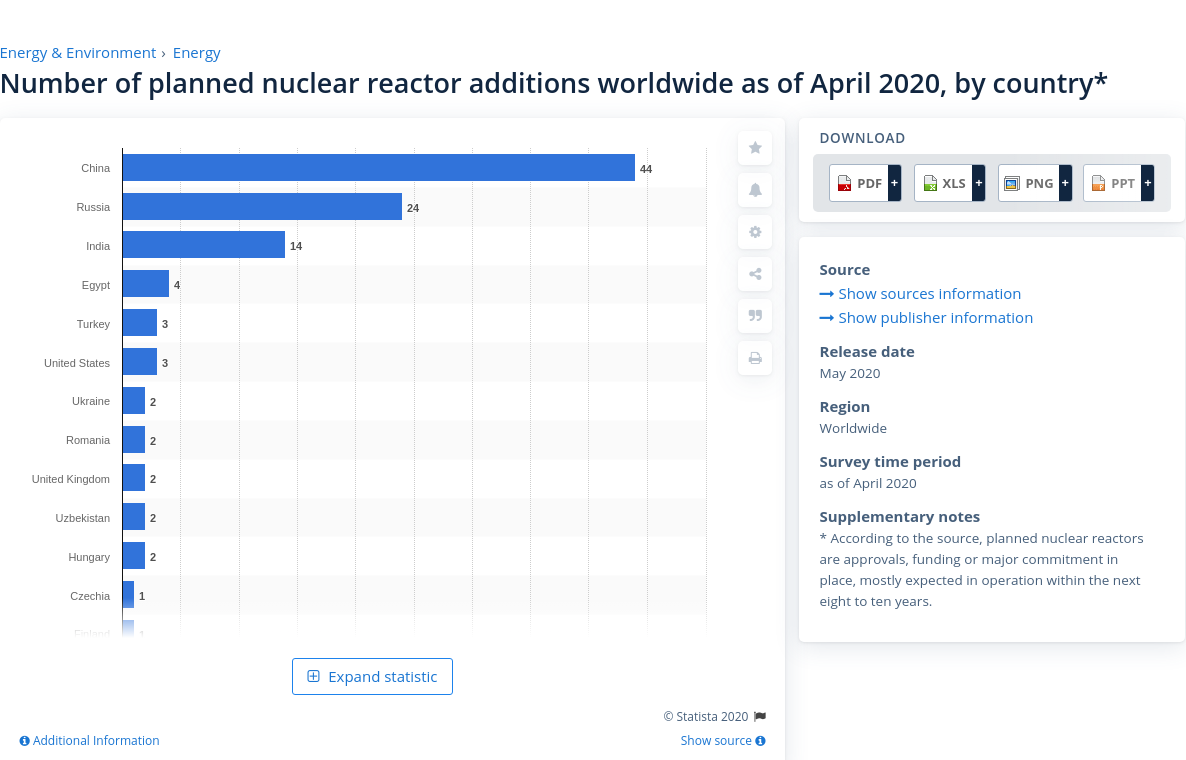 Energy & Environment › Energy
Number of planned nuclear reactor additions worldwide as of April 2020, by country*
China 44
Russia 24
India 14
Egypt 4
Turkey 3
United States 3
Ukraine 2
Romania 2
United Kingdom 2
Uzbekistan 2
Hungary 2
Czechia 1
Finland 1
Expand statistic
© Statista 2020
Additional Information
Show source
DOWNLOAD
PDF + XLS + PNG + PPT +
Source
Show sources information
Show publisher information
Release date
May 2020
Region
Worldwide
Survey time period
as of April 2020
Supplementary notes
* According to the source, planned nuclear reactors
are approvals, funding or major commitment in
place, mostly expected in operation within the next
eight to ten years.